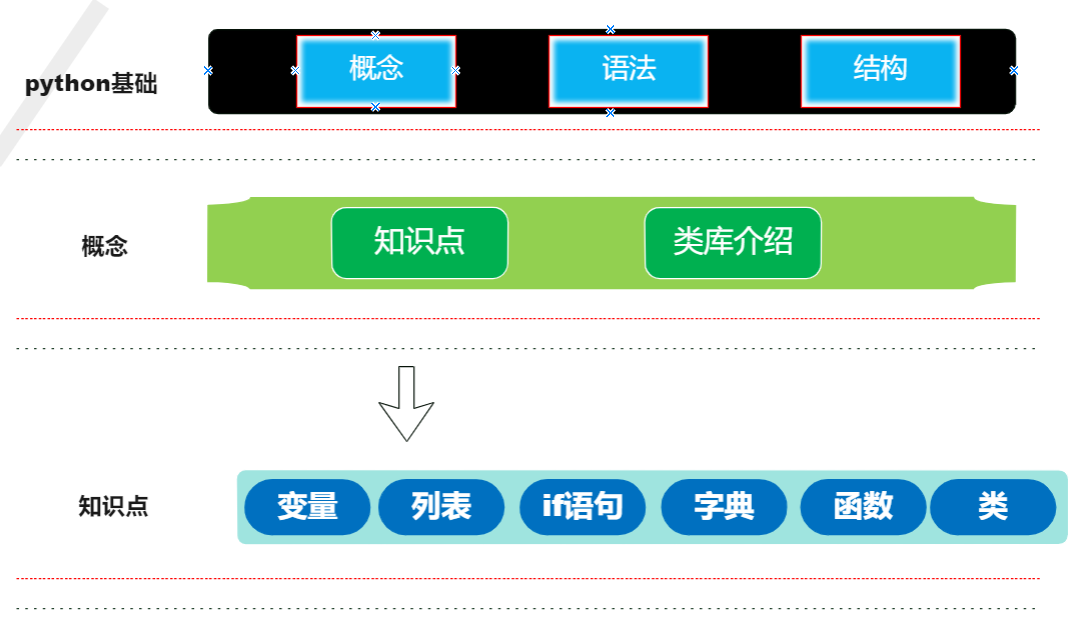 python基础
概念 语法 结构
概念
知识点 类库介绍
知识点
变量 列表 if语句 字典 函数 类